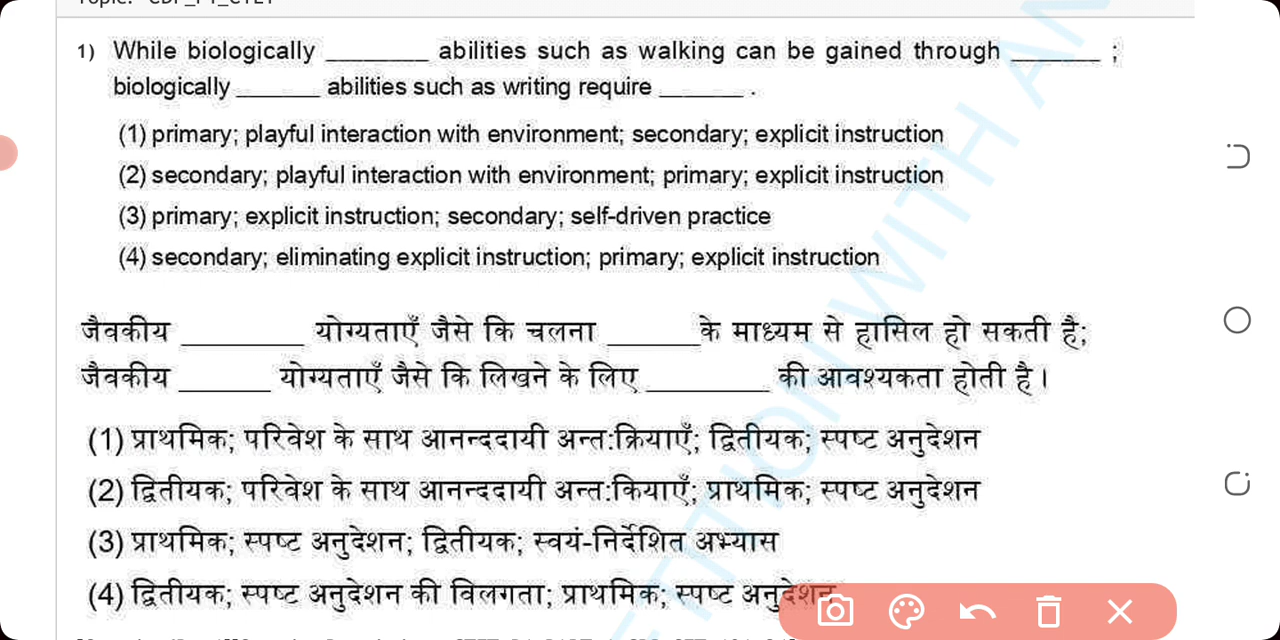 Topic: CDP_P1_CTET
1) While biologically ________ abilities such as walking can be gained through _______ ;
biologically _______ abilities such as writing require _______ .
(1) primary; playful interaction with environment; secondary; explicit instruction
(2) secondary; playful interaction with environment; primary; explicit instruction
(3) primary; explicit instruction; secondary; self-driven practice
(4) secondary; eliminating explicit instruction; primary; explicit instruction
जैवकीय ________ योग्यताएँ जैसे कि चलना ______ के माध्यम से हासिल हो सकती है;
जैवकीय ______ योग्यताएँ जैसे कि लिखने के लिए ________ की आवश्यकता होती है।
(1) प्राथमिक; परिवेश के साथ आनन्ददायी अन्त:क्रियाएँ; द्वितीयक; स्पष्ट अनुदेशन
(2) द्वितीयक; परिवेश के साथ आनन्ददायी अन्त:कियाएँ; प्राथमिक; स्पष्ट अनुदेशन
(3) प्राथमिक; स्पष्ट अनुदेशन; द्वितीयक; स्वयं-निर्देशित अभ्यास
(4) द्वितीयक; स्पष्ट अनुदेशन की विलगता; प्राथमिक; स्पष्ट अनुदेशन
WITH